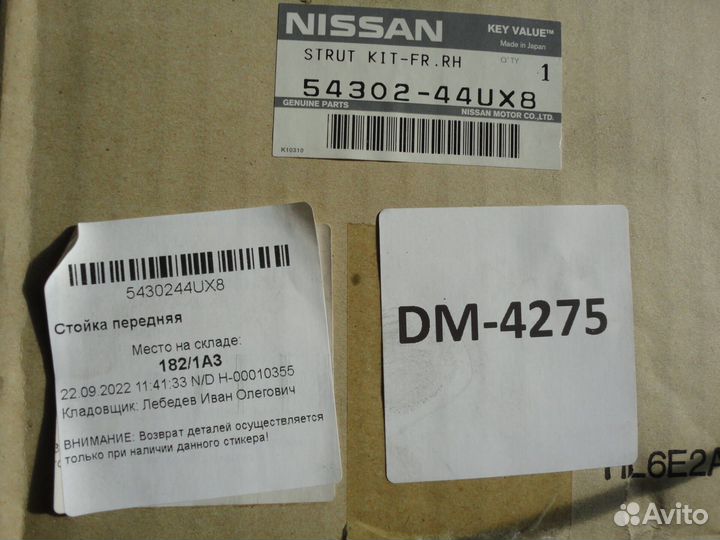 NISSAN
KEY VALUE™
Made in Japan
STRUT KIT-FR.RH
Q'TY
1
54302-44UX8
GENUINE PARTS
NISSAN MOTOR CO.,LTD.
K10310
5430244UX8
Стойка передняя
Место на складе:
182/1A3
22.09.2022 11:41:33 N/D Н-00010355
Кладовщик: Лебедев Иван Олегович
ВНИМАНИЕ: Возврат деталей осуществляется
только при наличии данного стикера!
DM-4275
HL6E2A
Avito